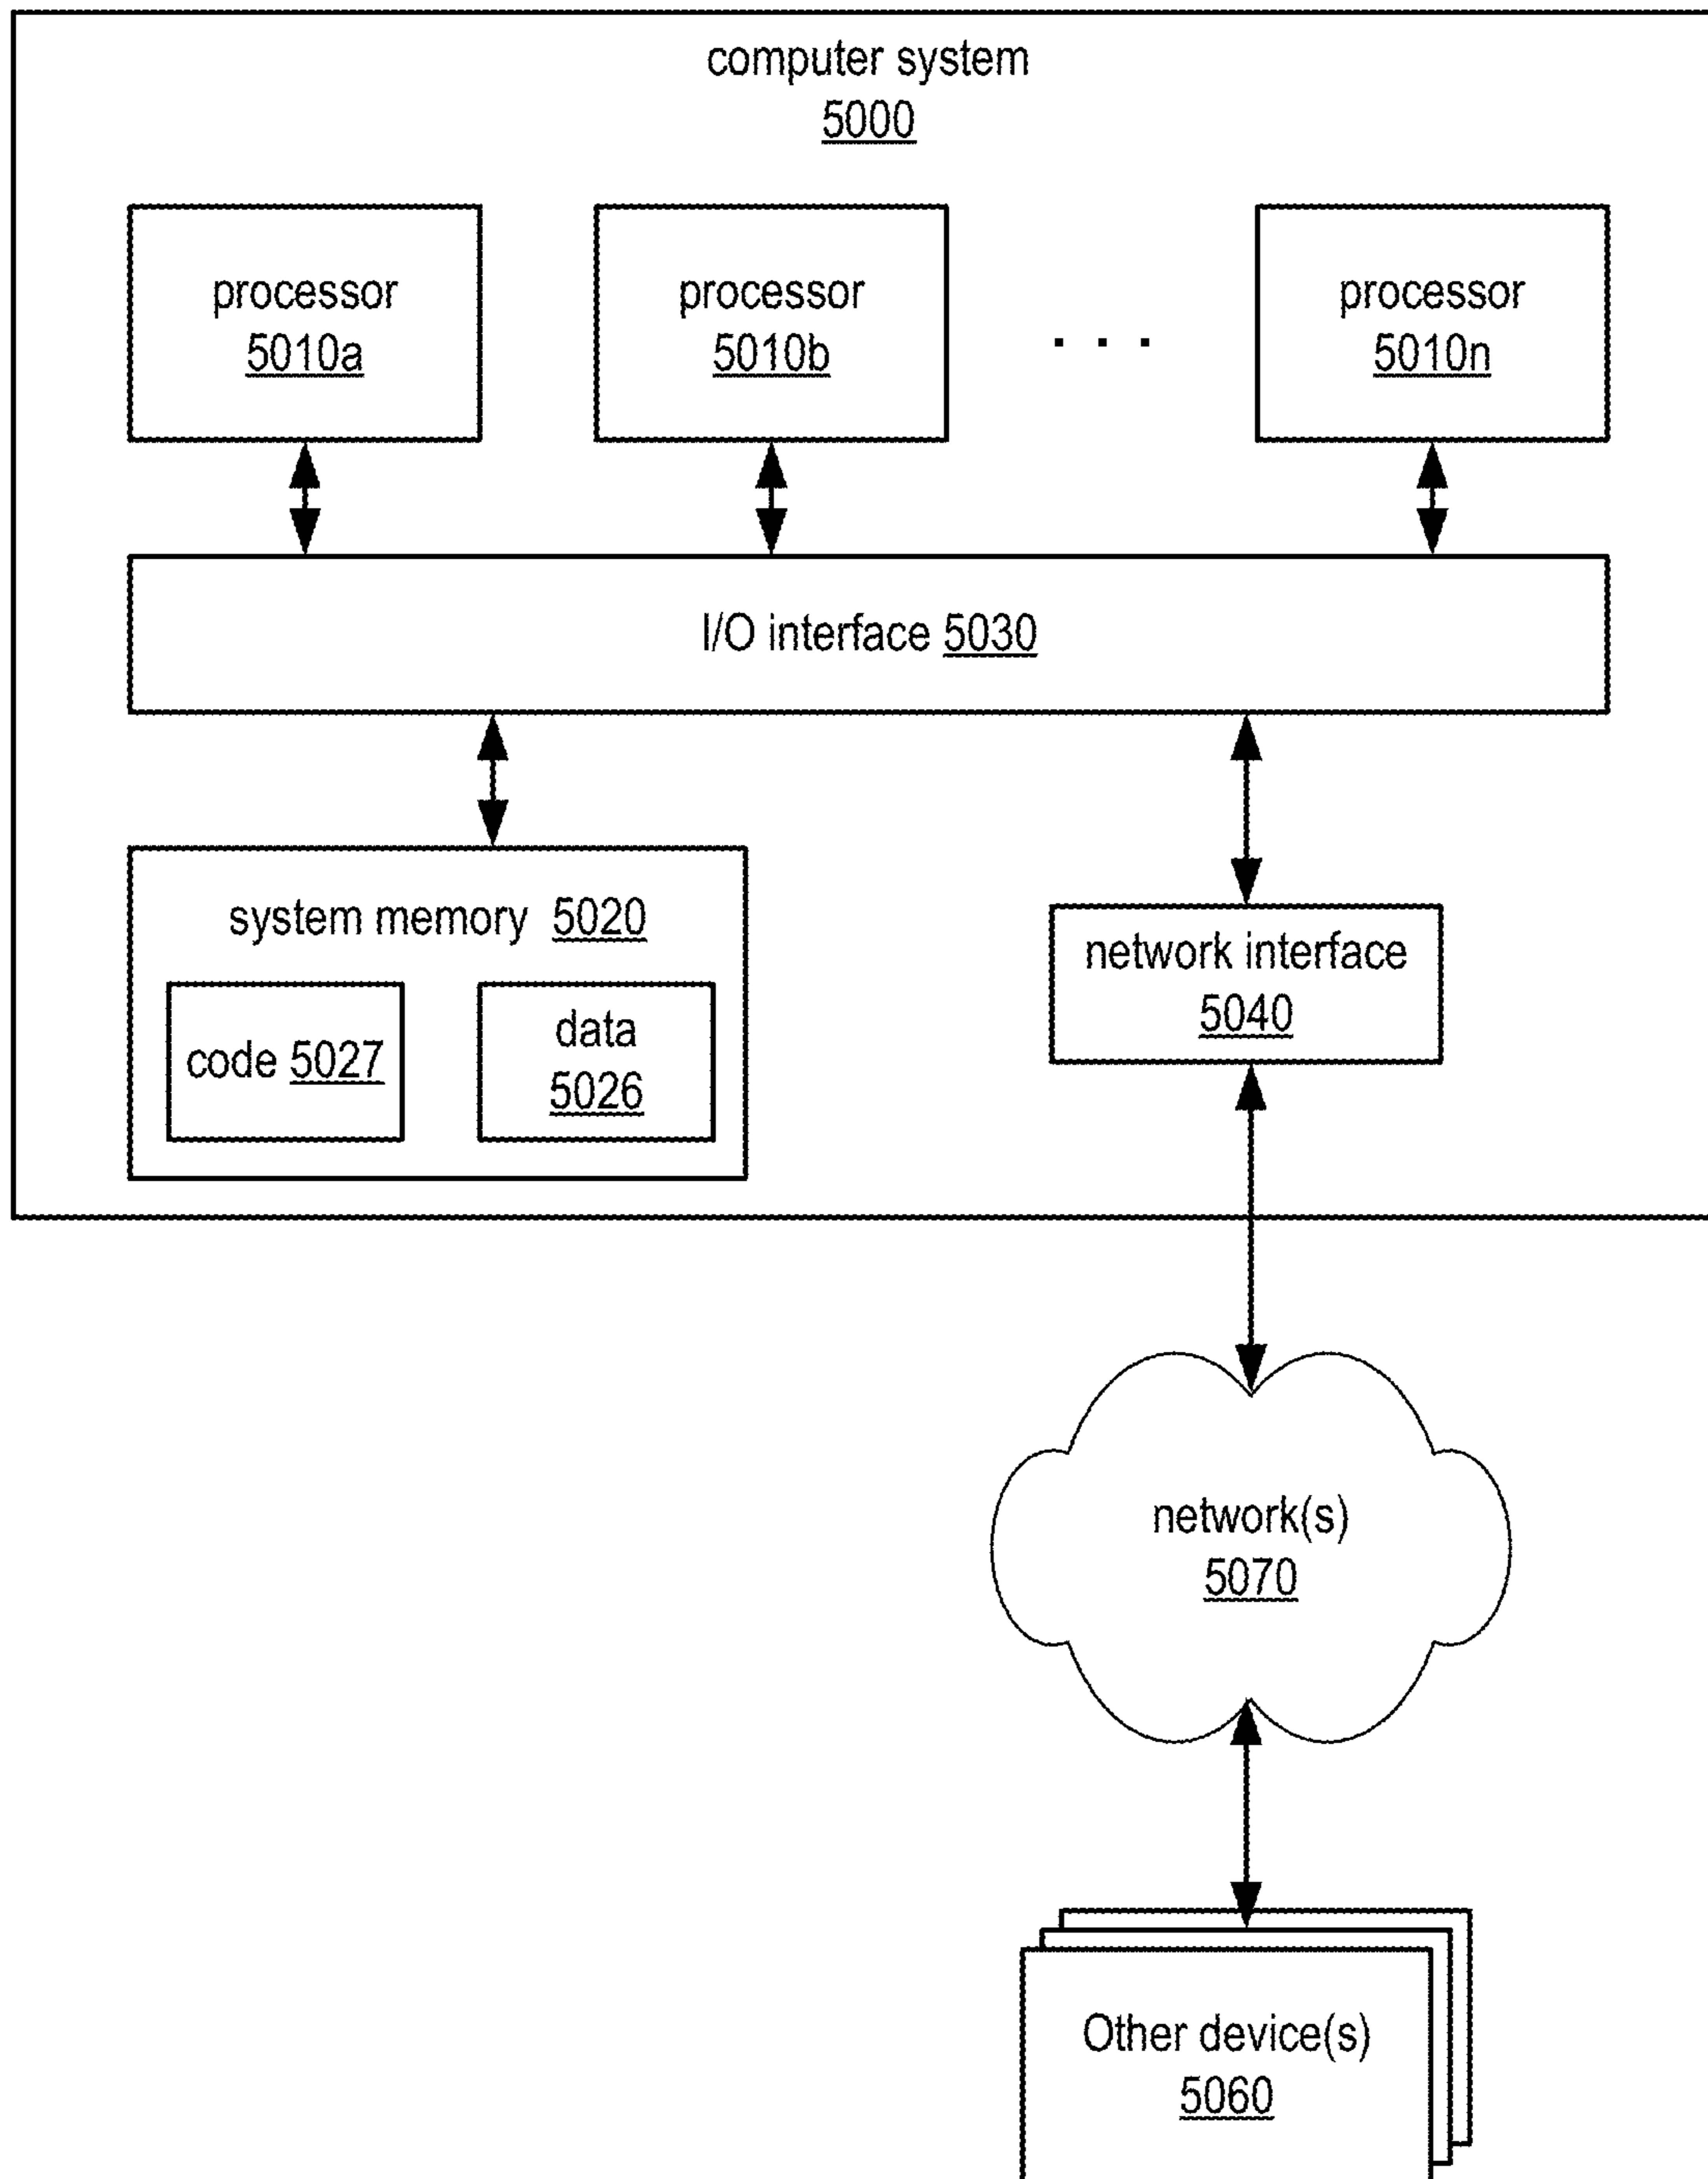 computer system
5000
processor
5010a
processor
5010b
. . .
processor
5010n
I/O interface 5030
system memory 5020
code 5027
data
5026
network interface
5040
network(s)
5070
Other device(s)
5060